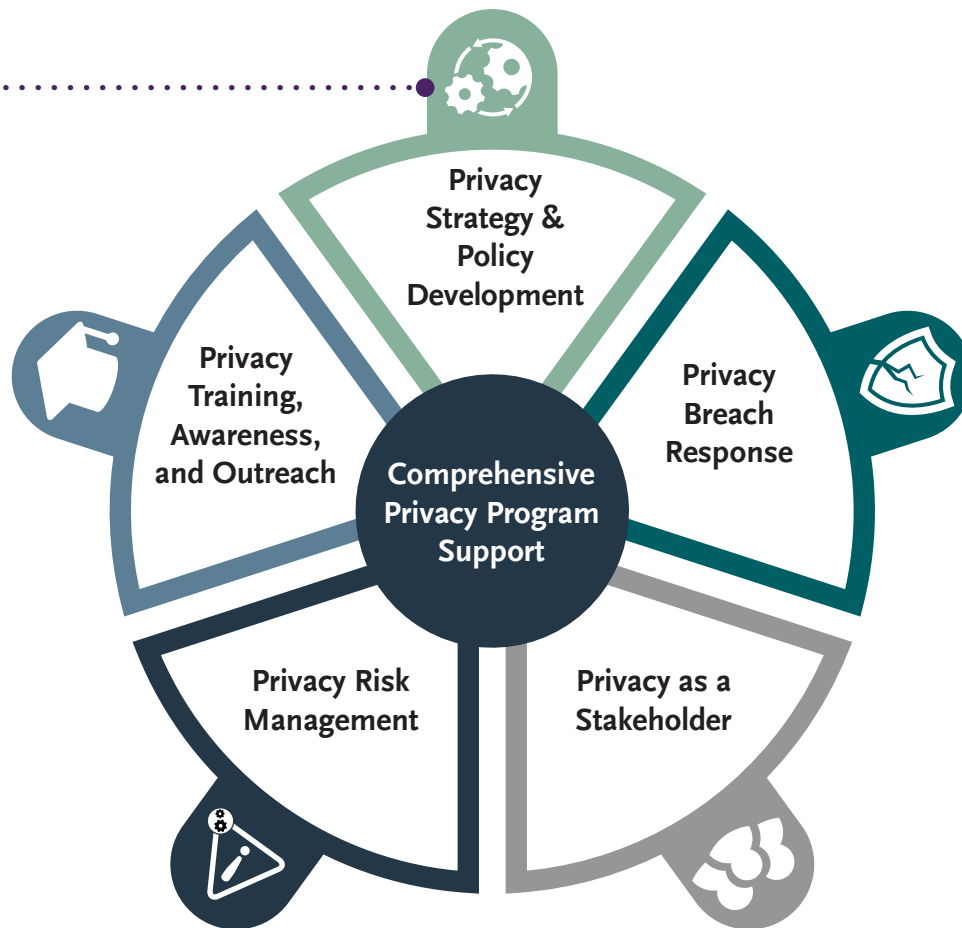 Privacy
Strategy &
Policy
Development
Privacy
Training,
Awareness,
and Outreach
Privacy
Breach
Response
Comprehensive
Privacy Program
Support
Privacy Risk
Management
Privacy as a
Stakeholder